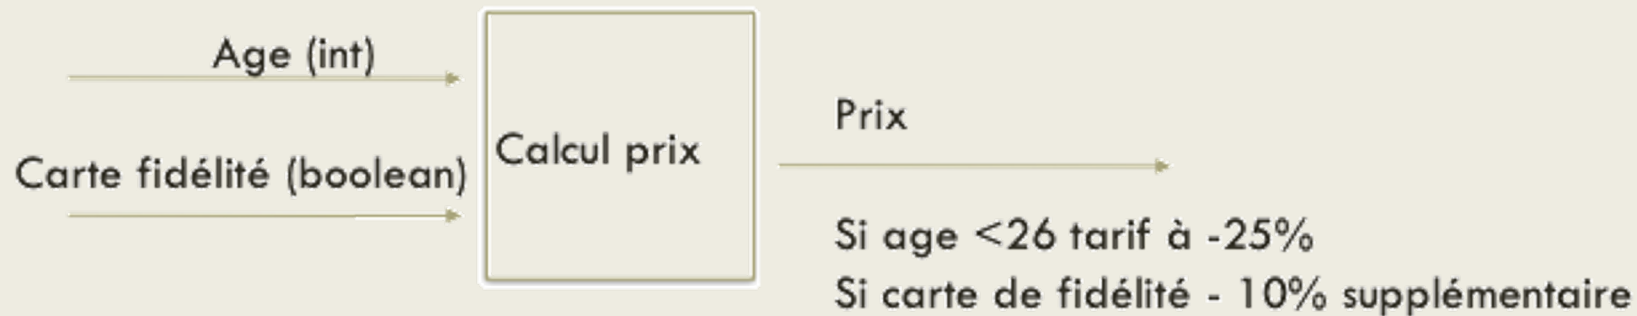 Age (int)
Carte fidélité (boolean)
Calcul prix
Prix
Si age <26 tarif à -25%
Si carte de fidélité - 10% supplémentaire